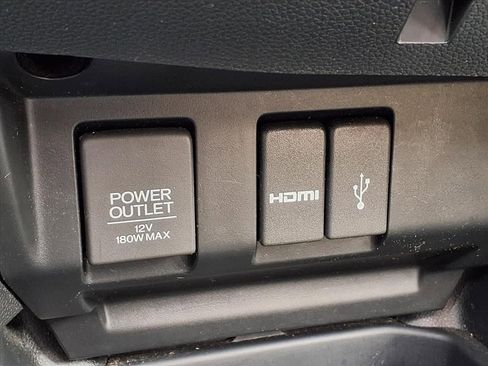 POWER
OUTLET
12V
180W MAX
HDMI